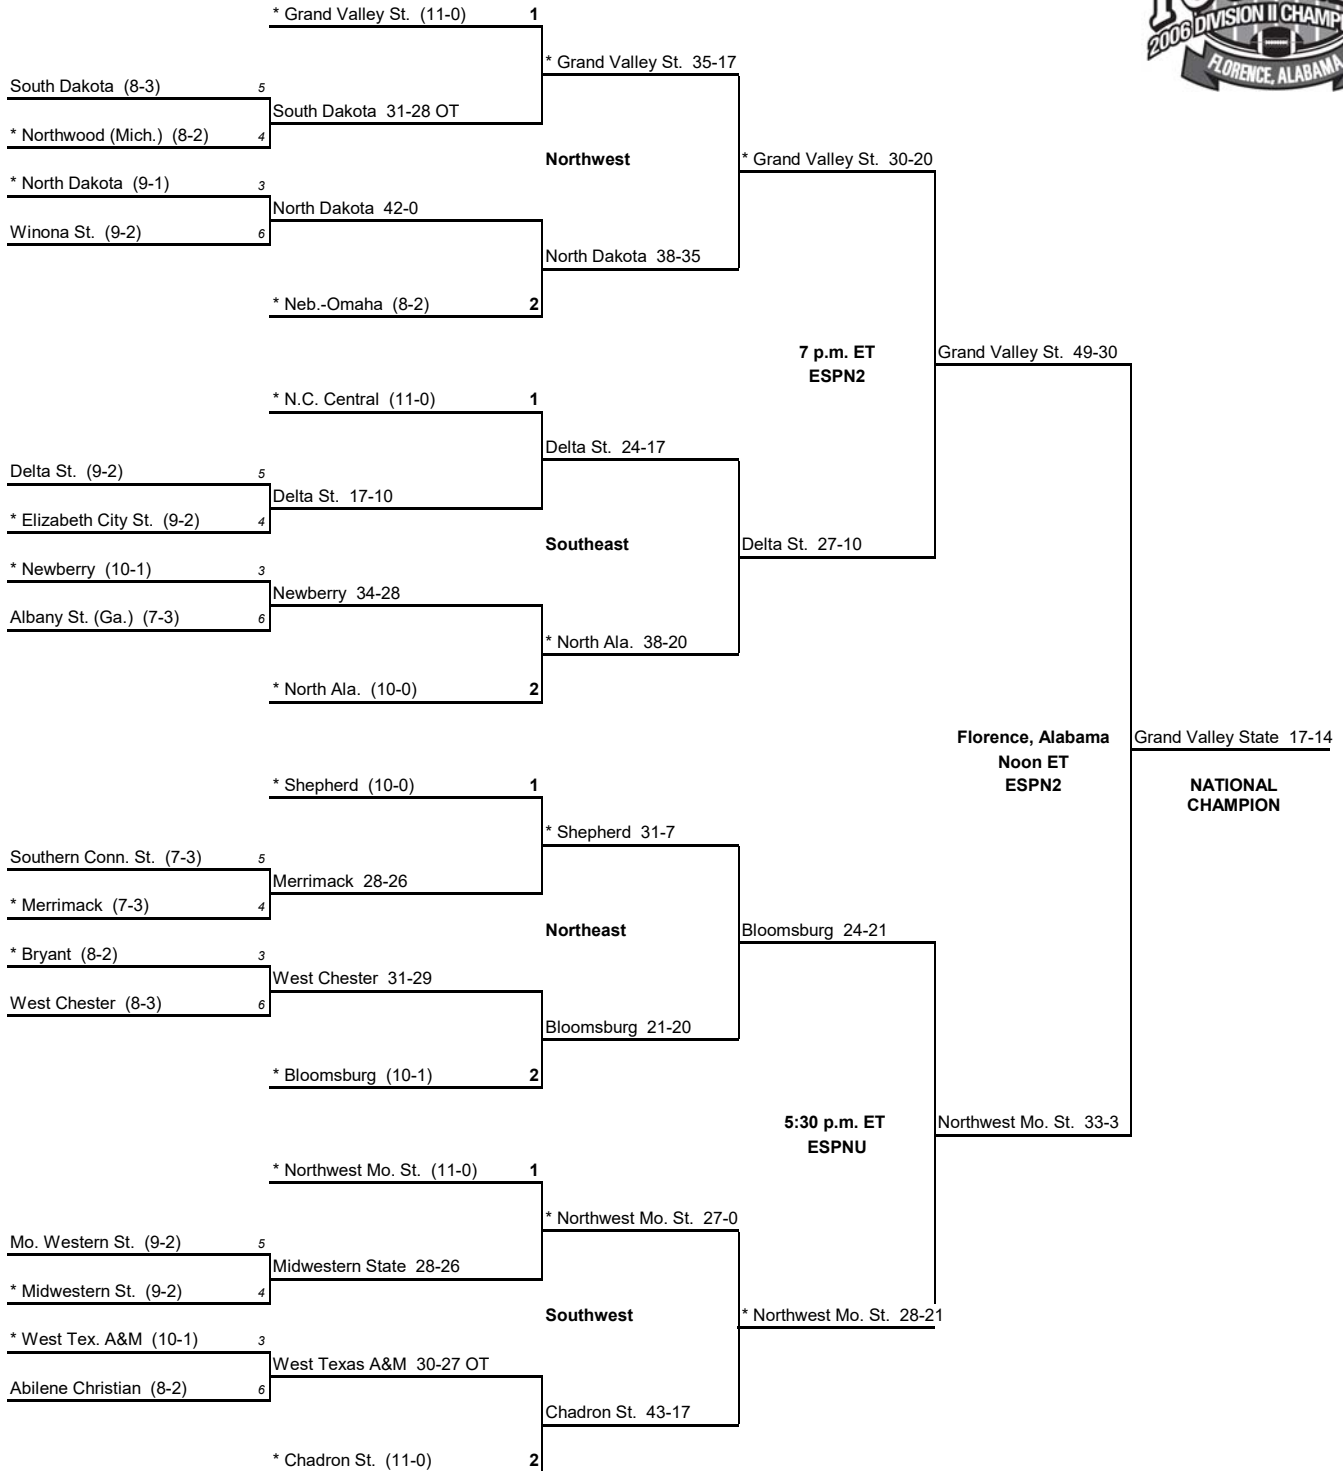 * Grand Valley St. (11-0) 1
2006 DIVISION II CHAMP
FLORENCE, ALABAMA
* Grand Valley St. 35-17
South Dakota (8-3) 5
South Dakota 31-28 OT
* Northwood (Mich.) (8-2) 4
Northwest
* Grand Valley St. 30-20
* North Dakota (9-1) 3
North Dakota 42-0
Winona St. (9-2) 6
North Dakota 38-35
* Neb.-Omaha (8-2) 2
7 p.m. ET
ESPN2
Grand Valley St. 49-30
* N.C. Central (11-0) 1
Delta St. 24-17
Delta St. (9-2) 5
Delta St. 17-10
* Elizabeth City St. (9-2) 4
Southeast
Delta St. 27-10
* Newberry (10-1) 3
Newberry 34-28
Albany St. (Ga.) (7-3) 6
* North Ala. 38-20
* North Ala. (10-0) 2
Florence, Alabama
Noon ET
ESPN2
Grand Valley State 17-14
NATIONAL
CHAMPION
* Shepherd (10-0) 1
* Shepherd 31-7
Southern Conn. St. (7-3) 5
Merrimack 28-26
* Merrimack (7-3) 4
Northeast
Bloomsburg 24-21
* Bryant (8-2) 3
West Chester 31-29
West Chester (8-3) 6
Bloomsburg 21-20
* Bloomsburg (10-1) 2
5:30 p.m. ET
ESPNU
Northwest Mo. St. 33-3
* Northwest Mo. St. (11-0) 1
* Northwest Mo. St. 27-0
Mo. Western St. (9-2) 5
Midwestern State 28-26
* Midwestern St. (9-2) 4
Southwest
* Northwest Mo. St. 28-21
* West Tex. A&M (10-1) 3
West Texas A&M 30-27 OT
Abilene Christian (8-2) 6
Chadron St. 43-17
* Chadron St. (11-0) 2